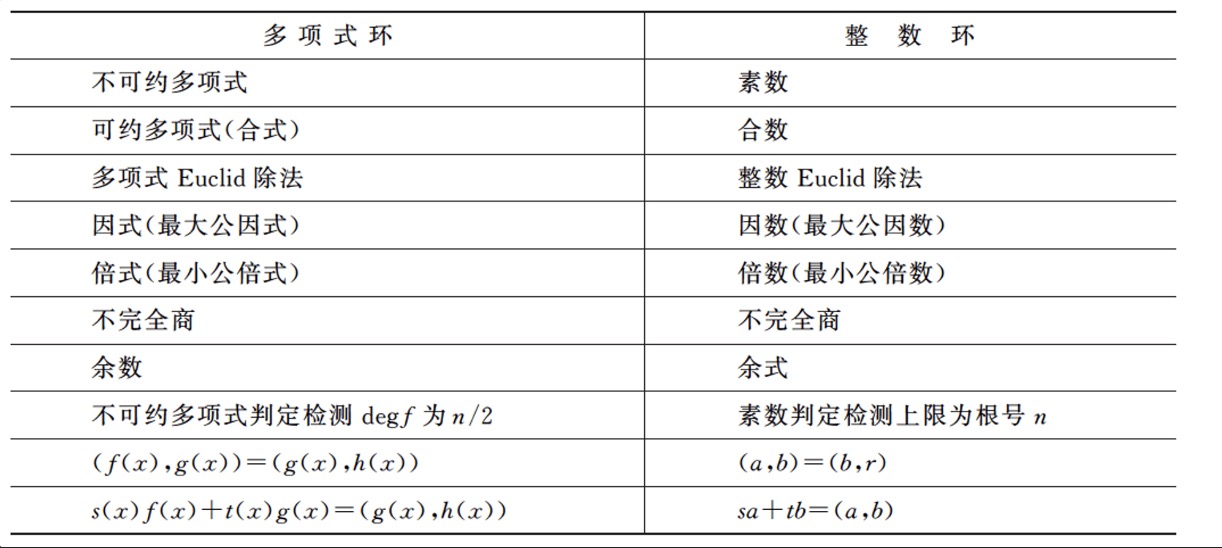 多项式环 整数环
不可约多项式 素数
可约多项式(合式) 合数
多项式 Euclid 除法 整数 Euclid 除法
因式(最大公因式) 因数(最大公因数)
倍式(最小公倍式) 倍数(最小公倍数)
不完全商 不完全商
余数 余式
不可约多项式判定检测 degf 为 n/2 素数判定检测上限为根号 n
(f(x),g(x))=(g(x),h(x)) (a,b)=(b,r)
s(x)f(x)+t(x)g(x)=(g(x),h(x)) sa+tb=(a,b)